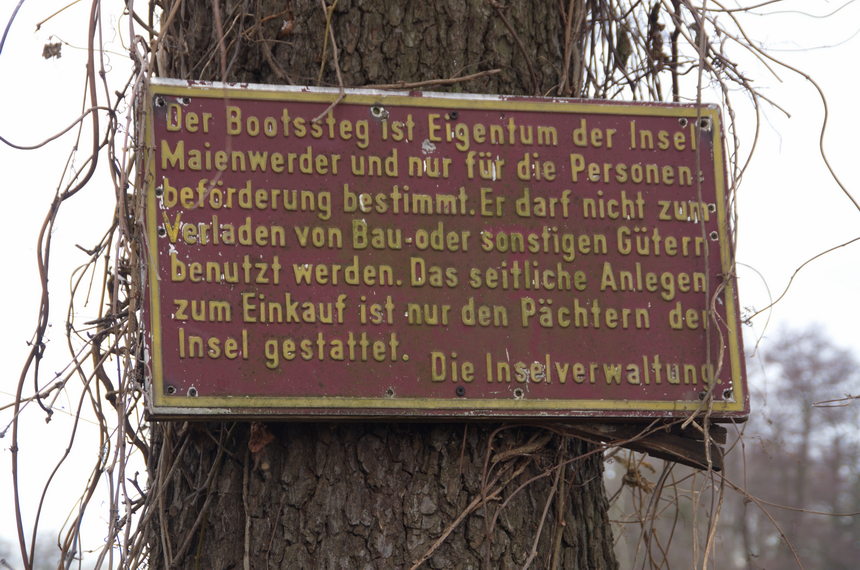 Der Bootssteg ist Eigentum der Insel
Maienwerder und nur für die Personen-
beförderung bestimmt. Er darf nicht zum
Verladen von Bau-oder sonstigen Gütern
benutzt werden. Das seitliche Anlegen
zum Einkauf ist nur den Pächtern der
Insel gestattet.
Die Inselverwaltung